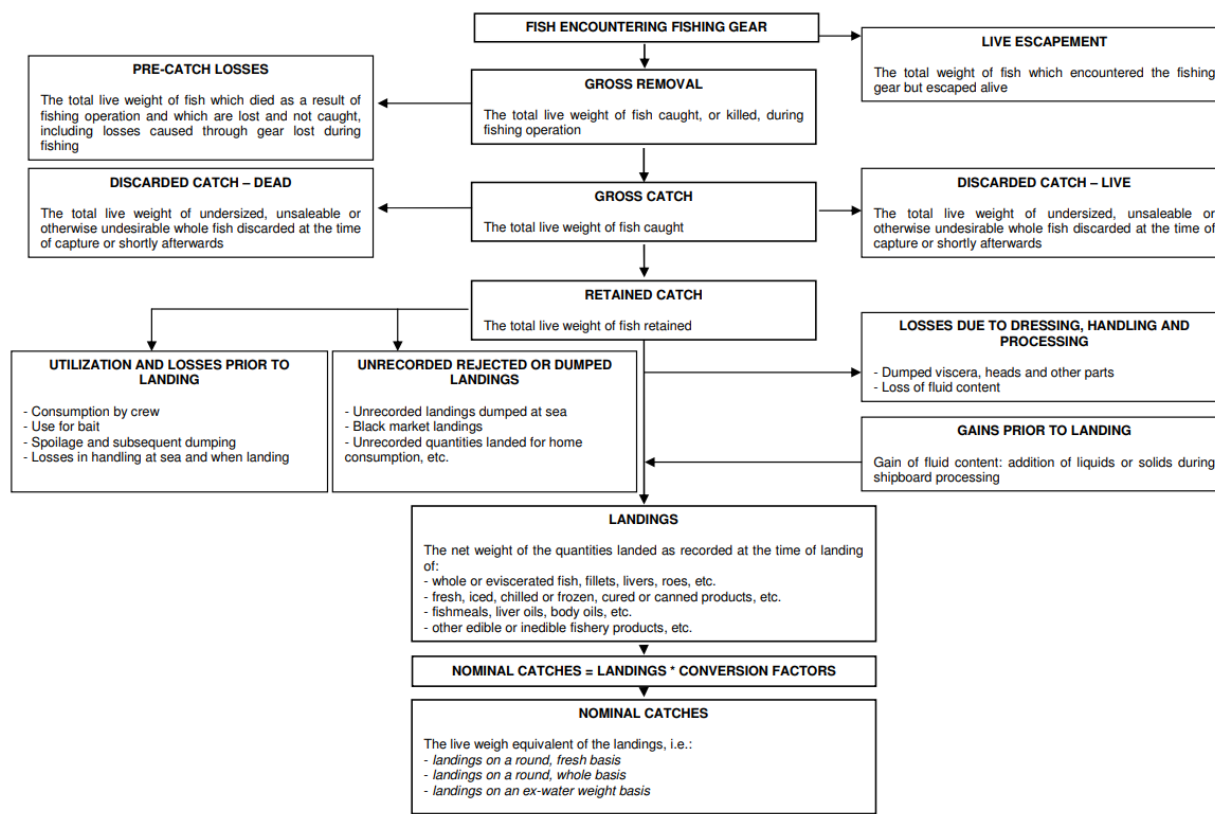 FISH ENCOUNTERING FISHING GEAR
LIVE ESCAPEMENT
The total weight of fish which encountered the fishing
gear but escaped alive
PRE-CATCH LOSSES
The total live weight of fish which died as a result of
fishing operation and which are lost and not caught,
including losses caused through gear lost during
fishing
GROSS REMOVAL
The total live weight of fish caught, or killed, during
fishing operation
DISCARDED CATCH – DEAD
The total live weight of undersized, unsaleable or
otherwise undesirable whole fish discarded at the time
of capture or shortly afterwards
GROSS CATCH
The total live weight of fish caught
DISCARDED CATCH – LIVE
The total live weight of undersized, unsaleable or
otherwise undesirable whole fish discarded at the time of
capture or shortly afterwards
RETAINED CATCH
The total live weight of fish retained
LOSSES DUE TO DRESSING, HANDLING AND
PROCESSING
- Dumped viscera, heads and other parts
- Loss of fluid content
UTILIZATION AND LOSSES PRIOR TO
LANDING
- Consumption by crew
- Use for bait
- Spoilage and subsequent dumping
- Losses in handling at sea and when landing
UNRECORDED REJECTED OR DUMPED
LANDINGS
- Unrecorded landings dumped at sea
- Black market landings
- Unrecorded quantities landed for home
consumption, etc.
GAINS PRIOR TO LANDING
Gain of fluid content: addition of liquids or solids during
shipboard processing
LANDINGS
The net weight of the quantities landed as recorded at the time of landing
of:
- whole or eviscerated fish, fillets, livers, roes, etc.
- fresh, iced, chilled or frozen, cured or canned products, etc.
- fishmeals, liver oils, body oils, etc.
- other edible or inedible fishery products, etc.
NOMINAL CATCHES = LANDINGS * CONVERSION FACTORS
NOMINAL CATCHES
The live weigh equivalent of the landings, i.e.:
- landings on a round, fresh basis
- landings on a round, whole basis
- landings on an ex-water weight basis